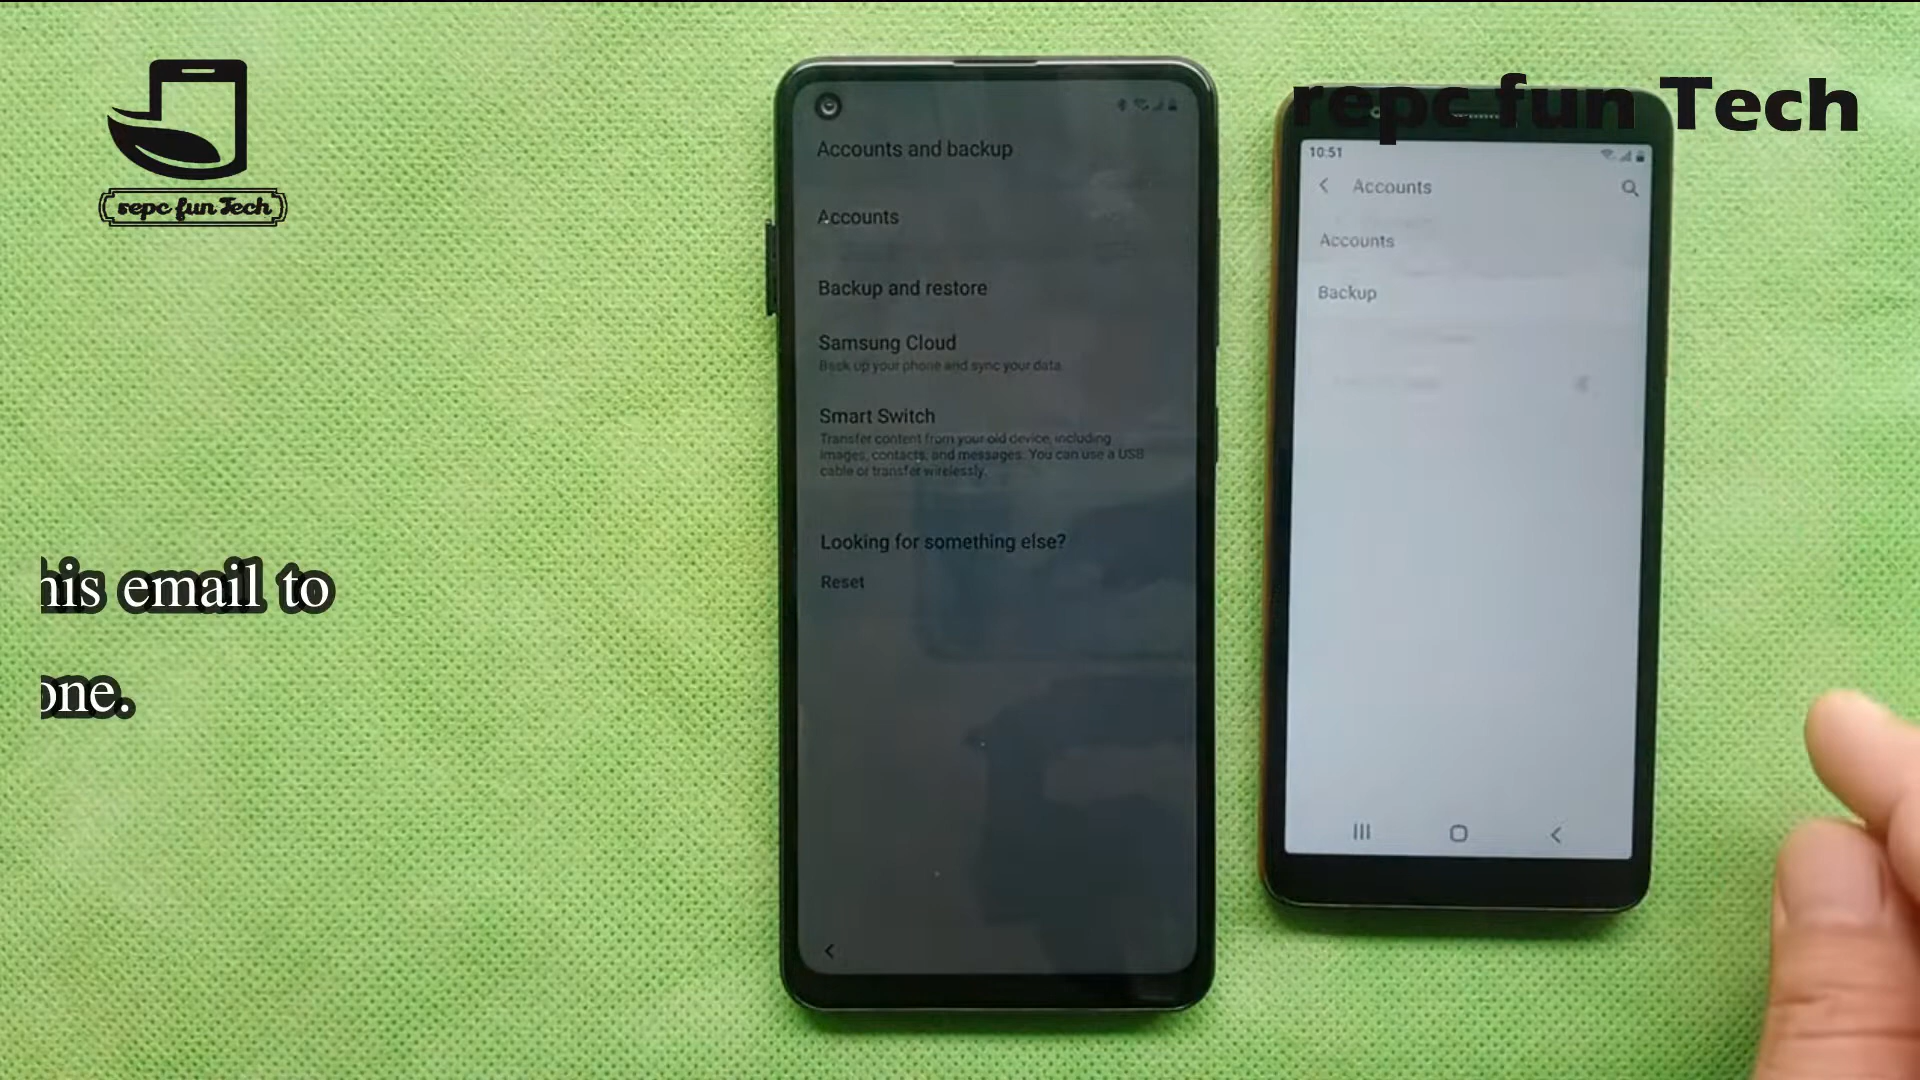 repc fun Tech
repc fun Tech
Accounts and backup
Accounts
Backup and restore
Samsung Cloud
Back up your phone and sync your data.
Smart Switch
Transfer content from your old device, including
images, contacts, and messages. You can use a USB
cable or transfer wirelessly.
Looking for something else?
Reset
10:51
Accounts
Accounts
Backup
his email to
one.